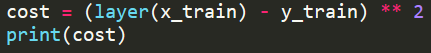 cost = (layer(x_train) - y_train) ** 2
print(cost)